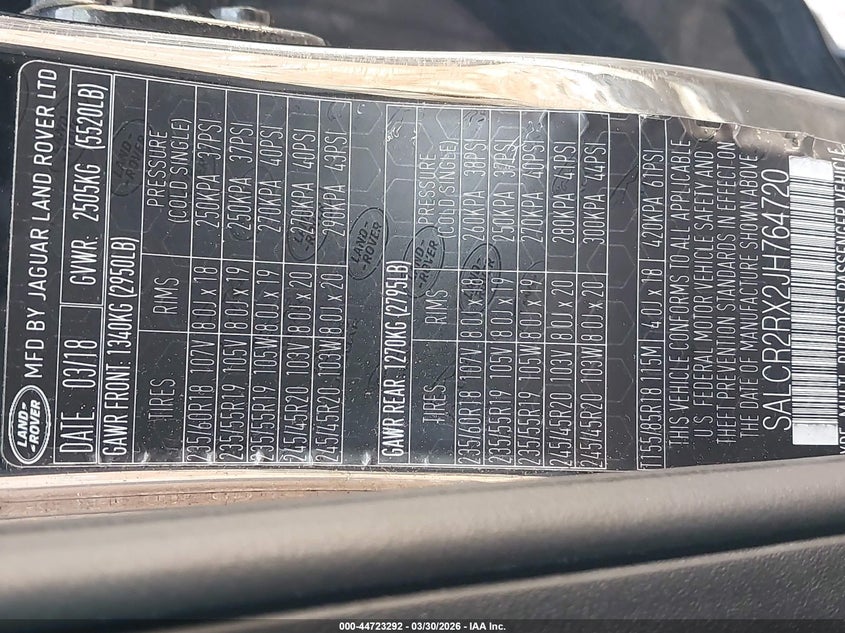 LAND-ROVER
MFD BY JAGUAR LAND ROVER LTD
DATE: 03/18 GVWR: 2505KG (5520LB)
GAWR FRONT: 1340KG (2950LB)
TIRES RIMS PRESSURE (COLD SINGLE)
235/60R18 107V 8.0J x 18 250KPA 37PSI
235/55R19 105V 8.0J x 19 250KPA 37PSI
235/55R19 105W 8.0J x 19 270KPA 40PSI
245/45R20 103V 8.0J x 20 270KPA 40PSI
245/45R20 103W 8.0J x 20 290KPA 43PSI
GAWR REAR: 1270KG (2795LB)
TIRES RIMS PRESSURE (COLD SINGLE)
235/60R18 107V 8.0J x 18 260KPA 38PSI
235/55R19 105V 8.0J x 19 250KPA 37PSI
235/55R19 105W 8.0J x 19 270KPA 40PSI
245/45R20 103V 8.0J x 20 280KPA 41PSI
245/45R20 103W 8.0J x 20 300KPA 44PSI
T155/85R18 115M 4.0J x 18 420KPA 61PSI
THIS VEHICLE CONFORMS TO ALL APPLICABLE
U.S. FEDERAL MOTOR VEHICLE SAFETY AND
THEFT PREVENTION STANDARDS IN EFFECT ON
THE DATE OF MANUFACTURE SHOWN ABOVE
SALCR2RX2JH764720
000-44723292 — 03/30/2026 — IAA Inc.